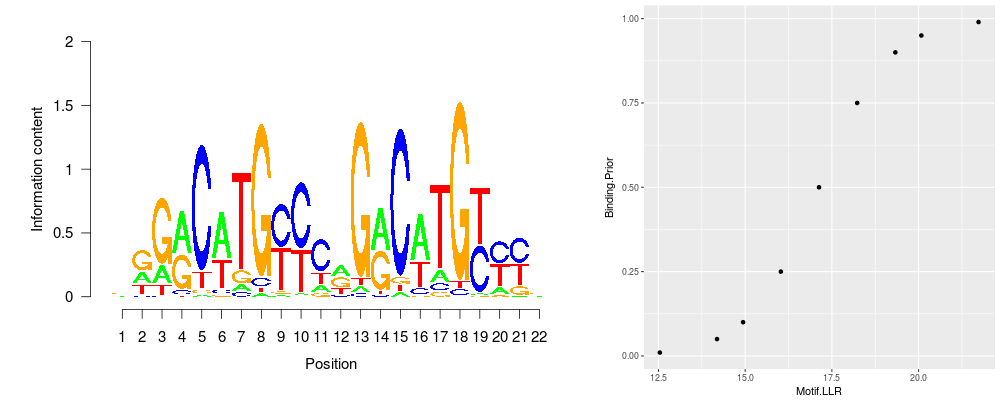 2
1.5
1
0.5
0
Information content
GGACATGCCCAGACATGTCC
1 2 3 4 5 6 7 8 9 10 11 12 13 14 15 16 17 18 19 20 21 22
Position
1.00
0.75
0.50
0.25
0.00
Binding.Prior
12.5 15.0 17.5 20.0
Motif.LLR